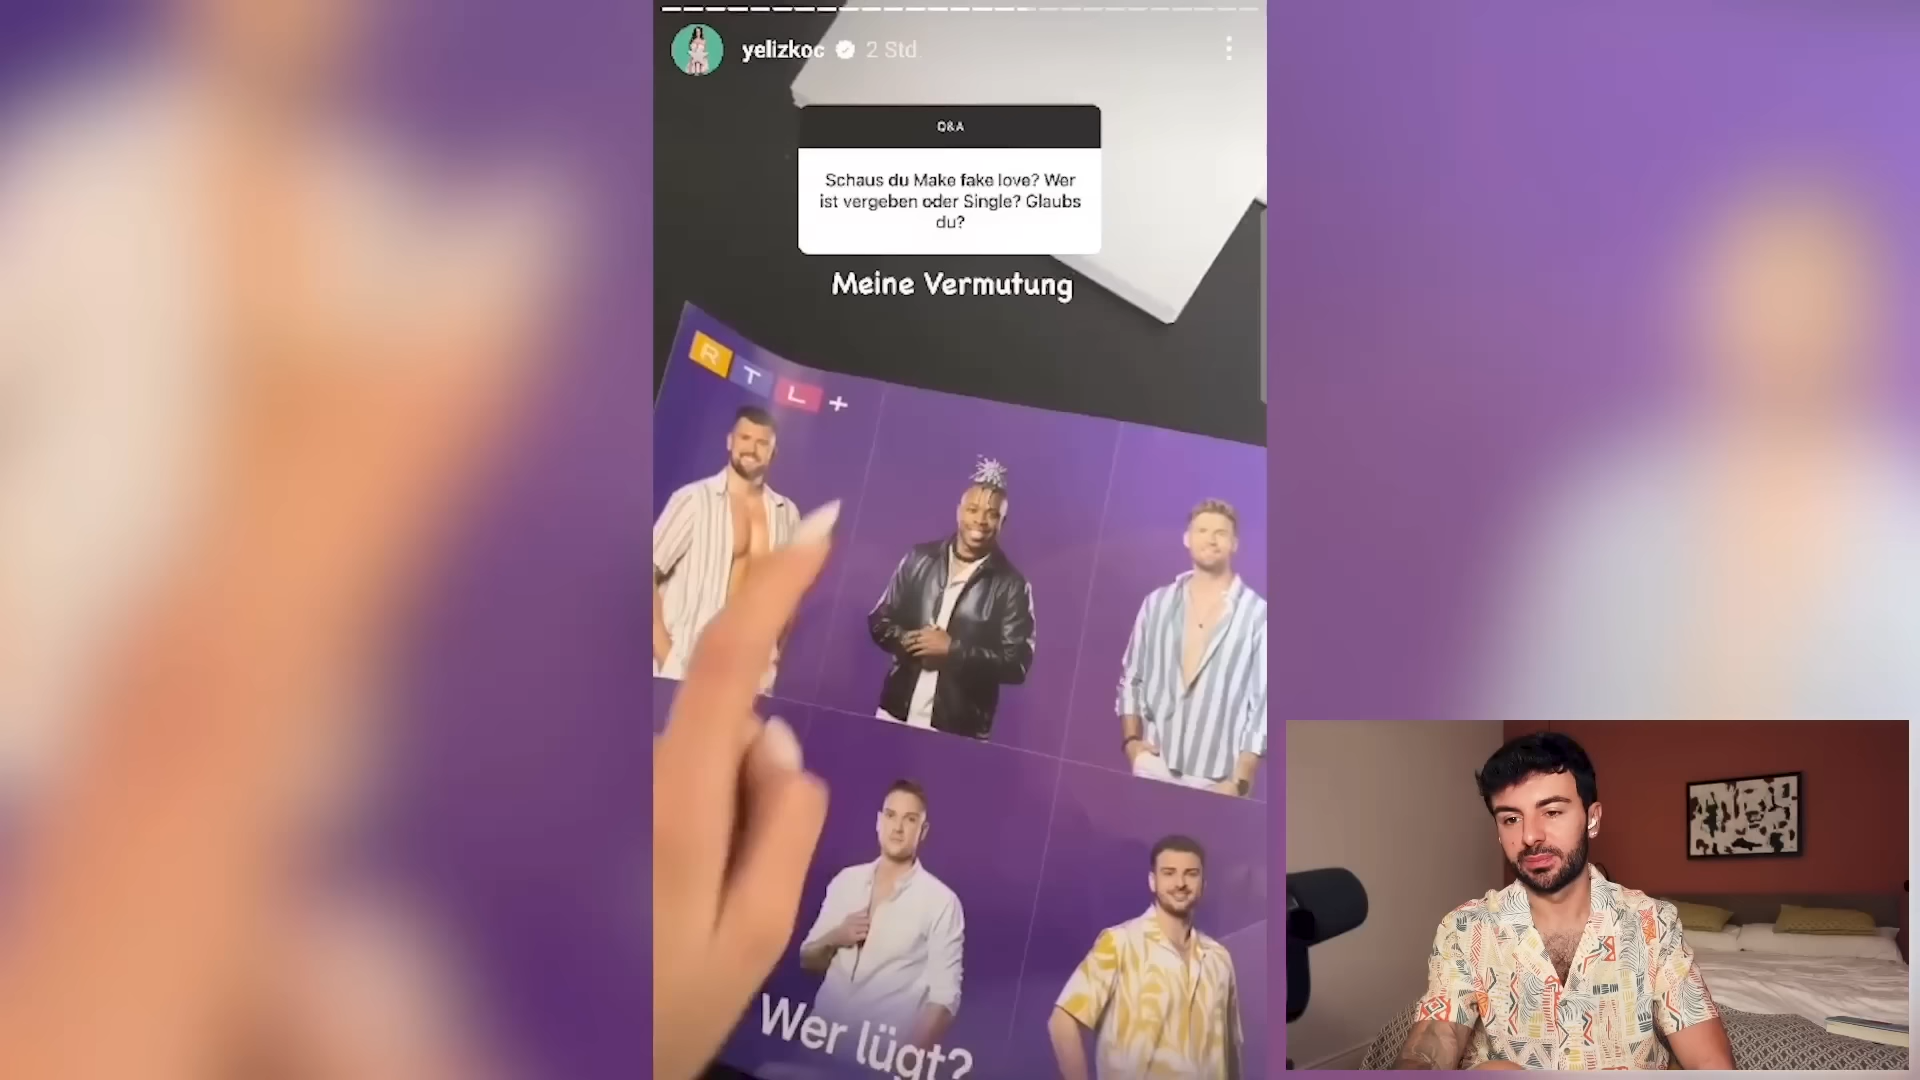 yelizkoc 2 Std.
Q&A
Schaus du Make fake love? Wer
ist vergeben oder Single? Glaubs
du?
Meine Vermutung
RTL+
Wer lügt?